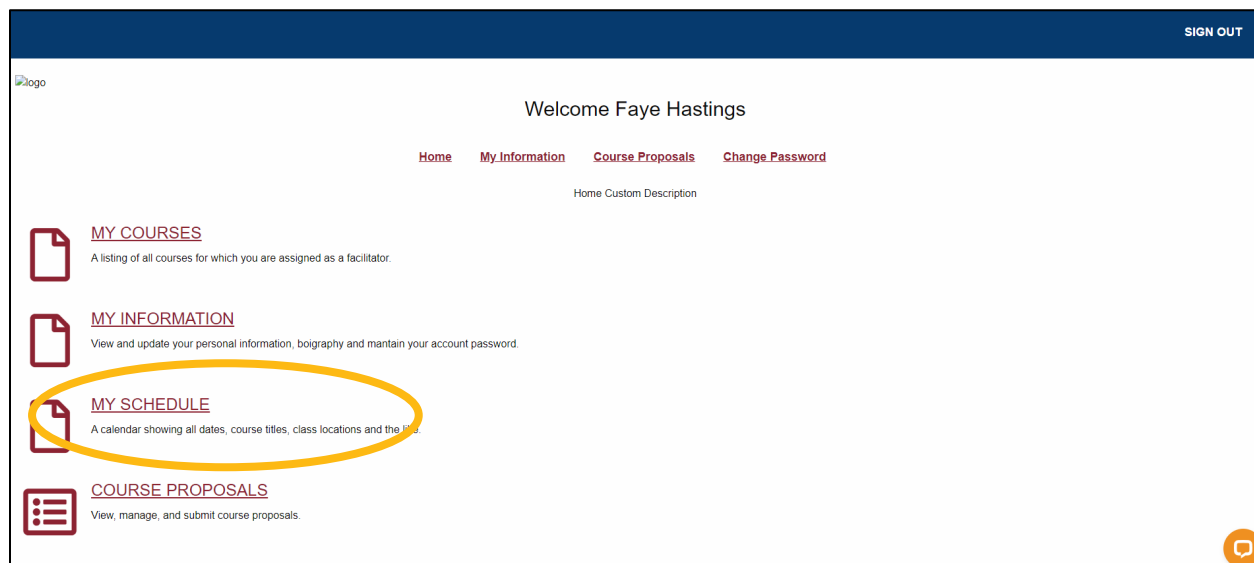 SIGN OUT
logo
Welcome Faye Hastings
Home My Information Course Proposals Change Password
Home Custom Description
MY COURSES
A listing of all courses for which you are assigned as a facilitator.
MY INFORMATION
View and update your personal information, boigraphy and mantain your account password.
MY SCHEDULE
A calendar showing all dates, course titles, class locations and the like.
COURSE PROPOSALS
View, manage, and submit course proposals.